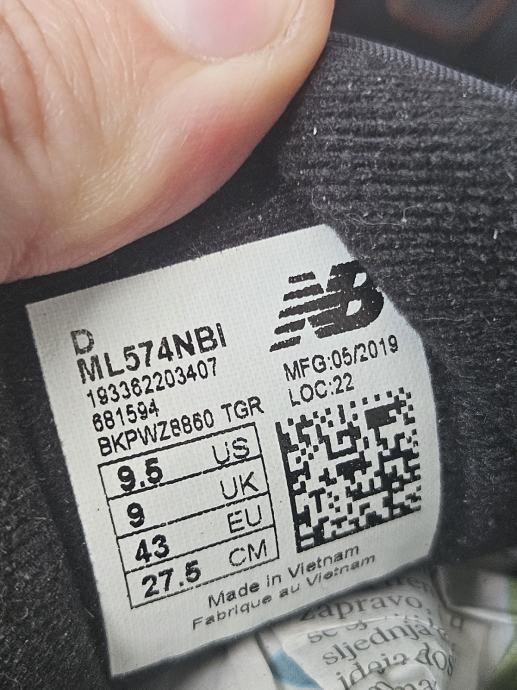 D
ML574NBI
193362203407
681594
BKPWZ8860 TGR
9.5 US
9 UK
43 EU
27.5 CM
NB
MFG:05/2019
LOC:22
Made in Vietnam
Fabrique au Vietnam
zapravo,
sljednja
ideja